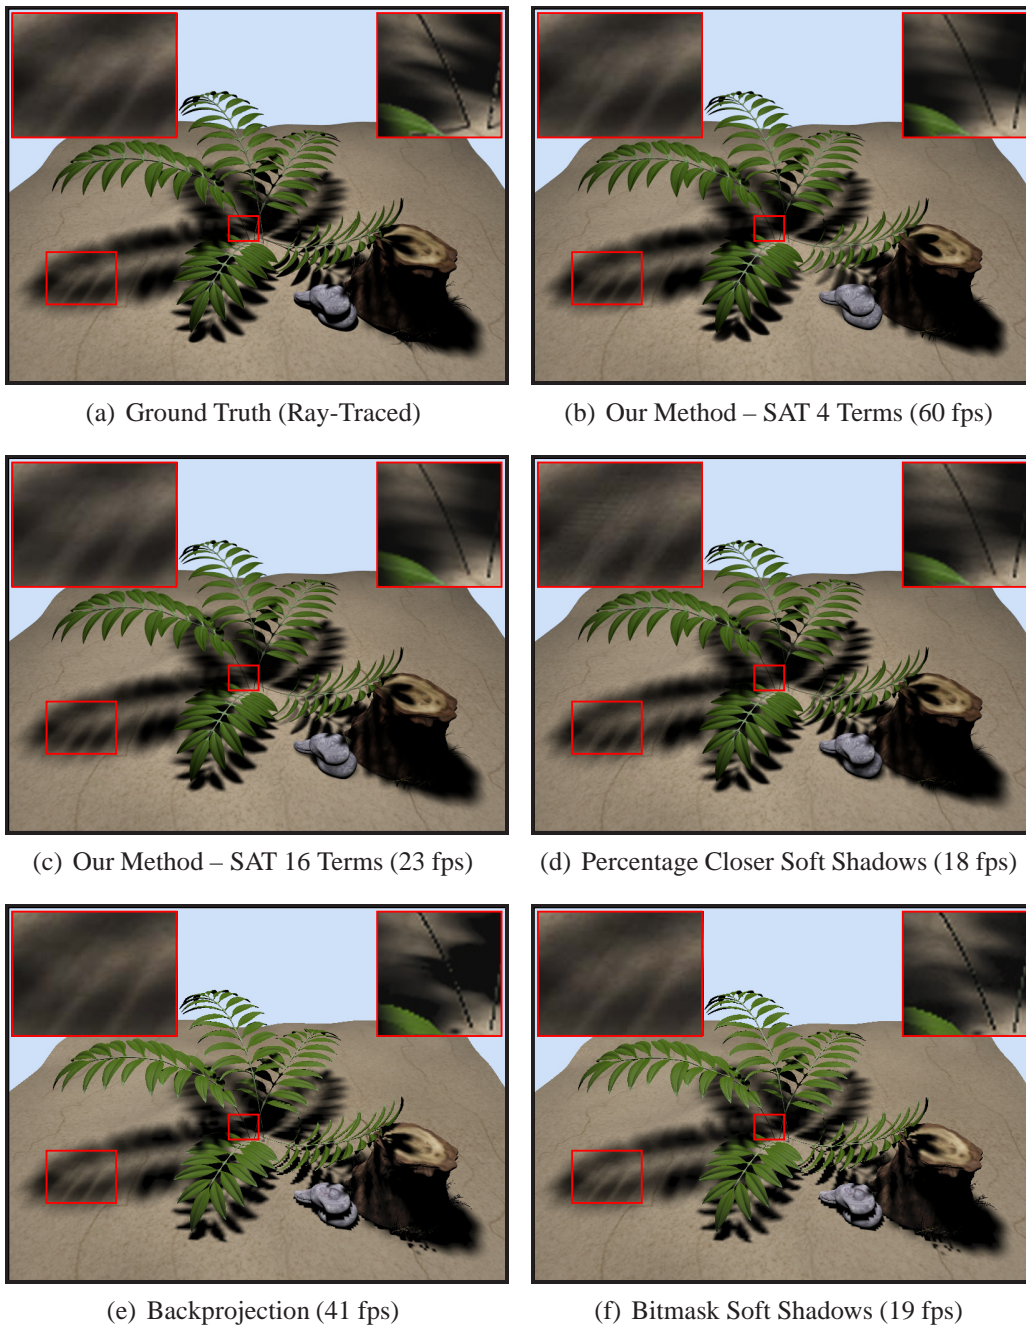 (a) Ground Truth (Ray-Traced)
(b) Our Method – SAT 4 Terms (60 fps)
(c) Our Method – SAT 16 Terms (23 fps)
(d) Percentage Closer Soft Shadows (18 fps)
(e) Backprojection (41 fps)
(f) Bitmask Soft Shadows (19 fps)